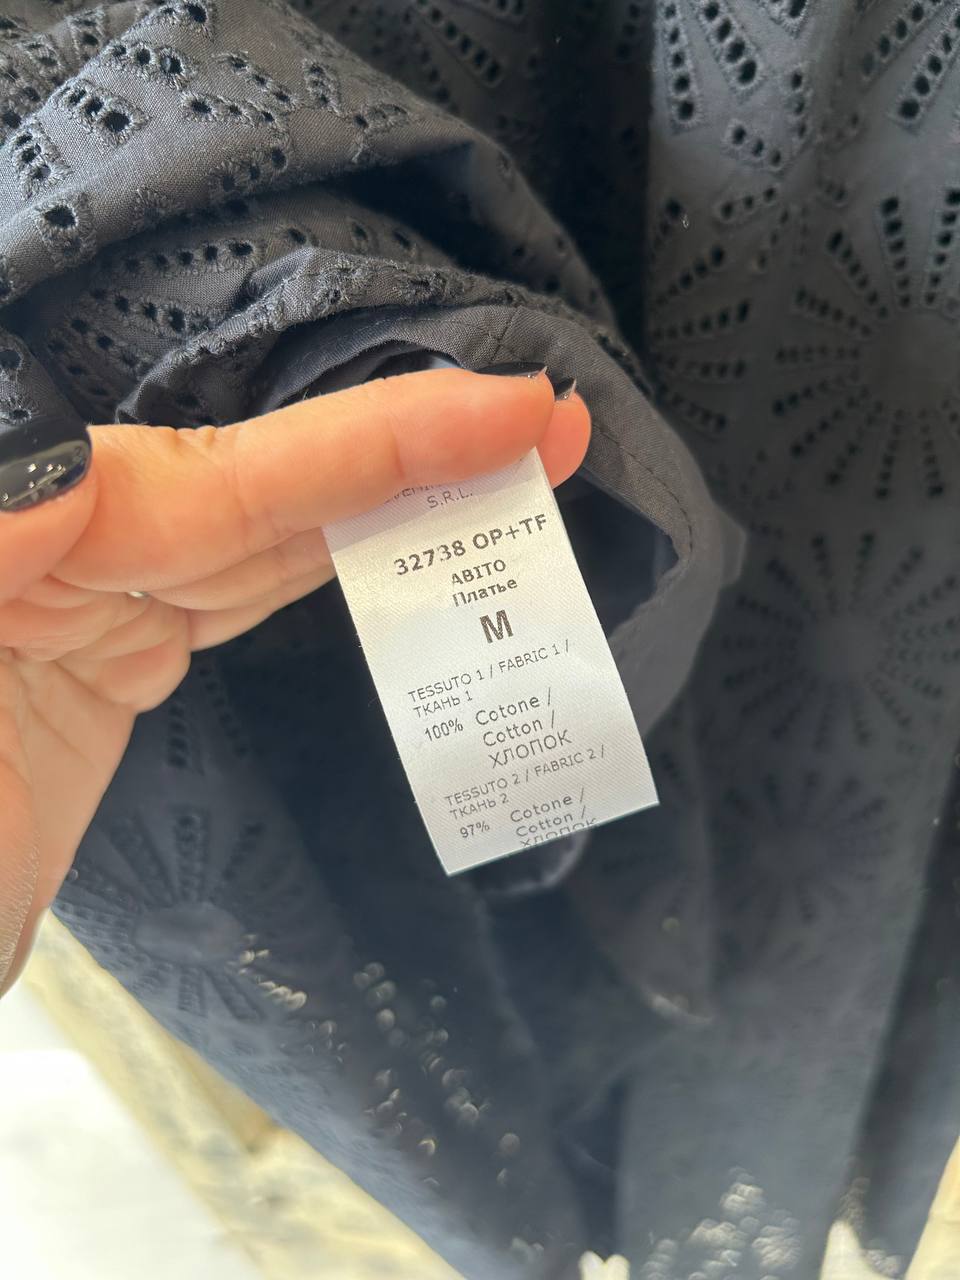 S.R.L.
32738 OP+TF
ABITO
Платье
M
TESSUTO 1 / FABRIC 1 /
ТКАНЬ 1
100% Cotone /
Cotton /
ХЛОПОК
TESSUTO 2 / FABRIC 2 /
ТКАНЬ 2
97% Cotone /
Cotton /
ХЛОПОК